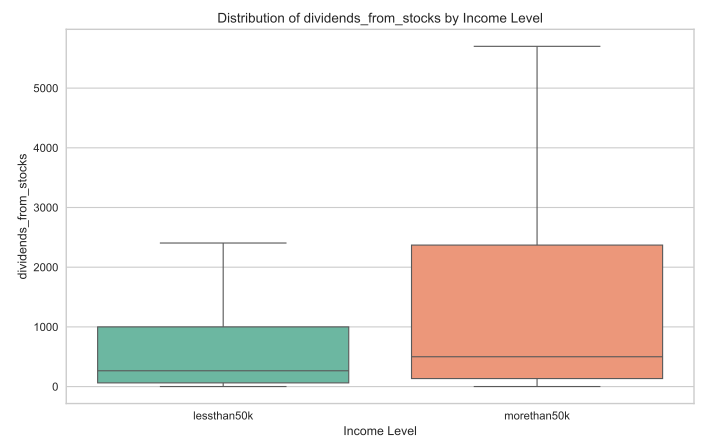 Distribution of dividends_from_stocks by Income Level
dividends_from_stocks
5000
4000
3000
2000
1000
0
lessthan50k
morethan50k
Income Level